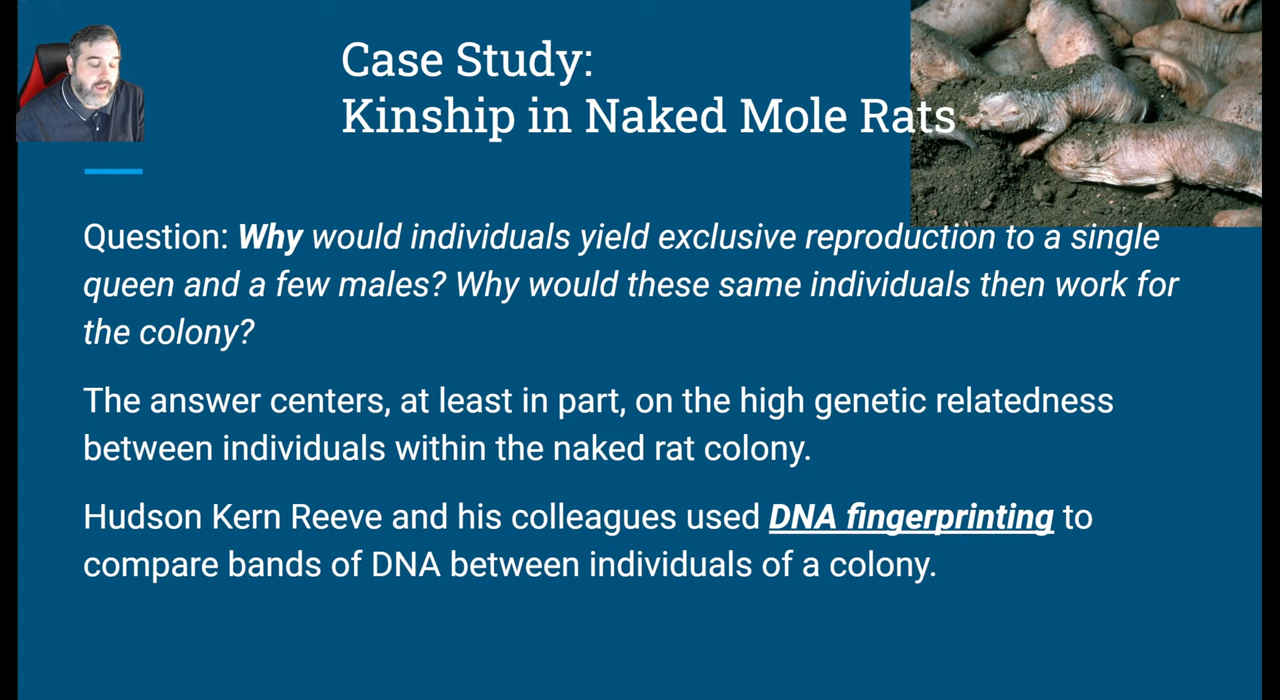 Case Study:
Kinship in Naked Mole Rats
Question: Why would individuals yield exclusive reproduction to a single
queen and a few males? Why would these same individuals then work for
the colony?
The answer centers, at least in part, on the high genetic relatedness
between individuals within the naked rat colony.
Hudson Kern Reeve and his colleagues used DNA fingerprinting to
compare bands of DNA between individuals of a colony.